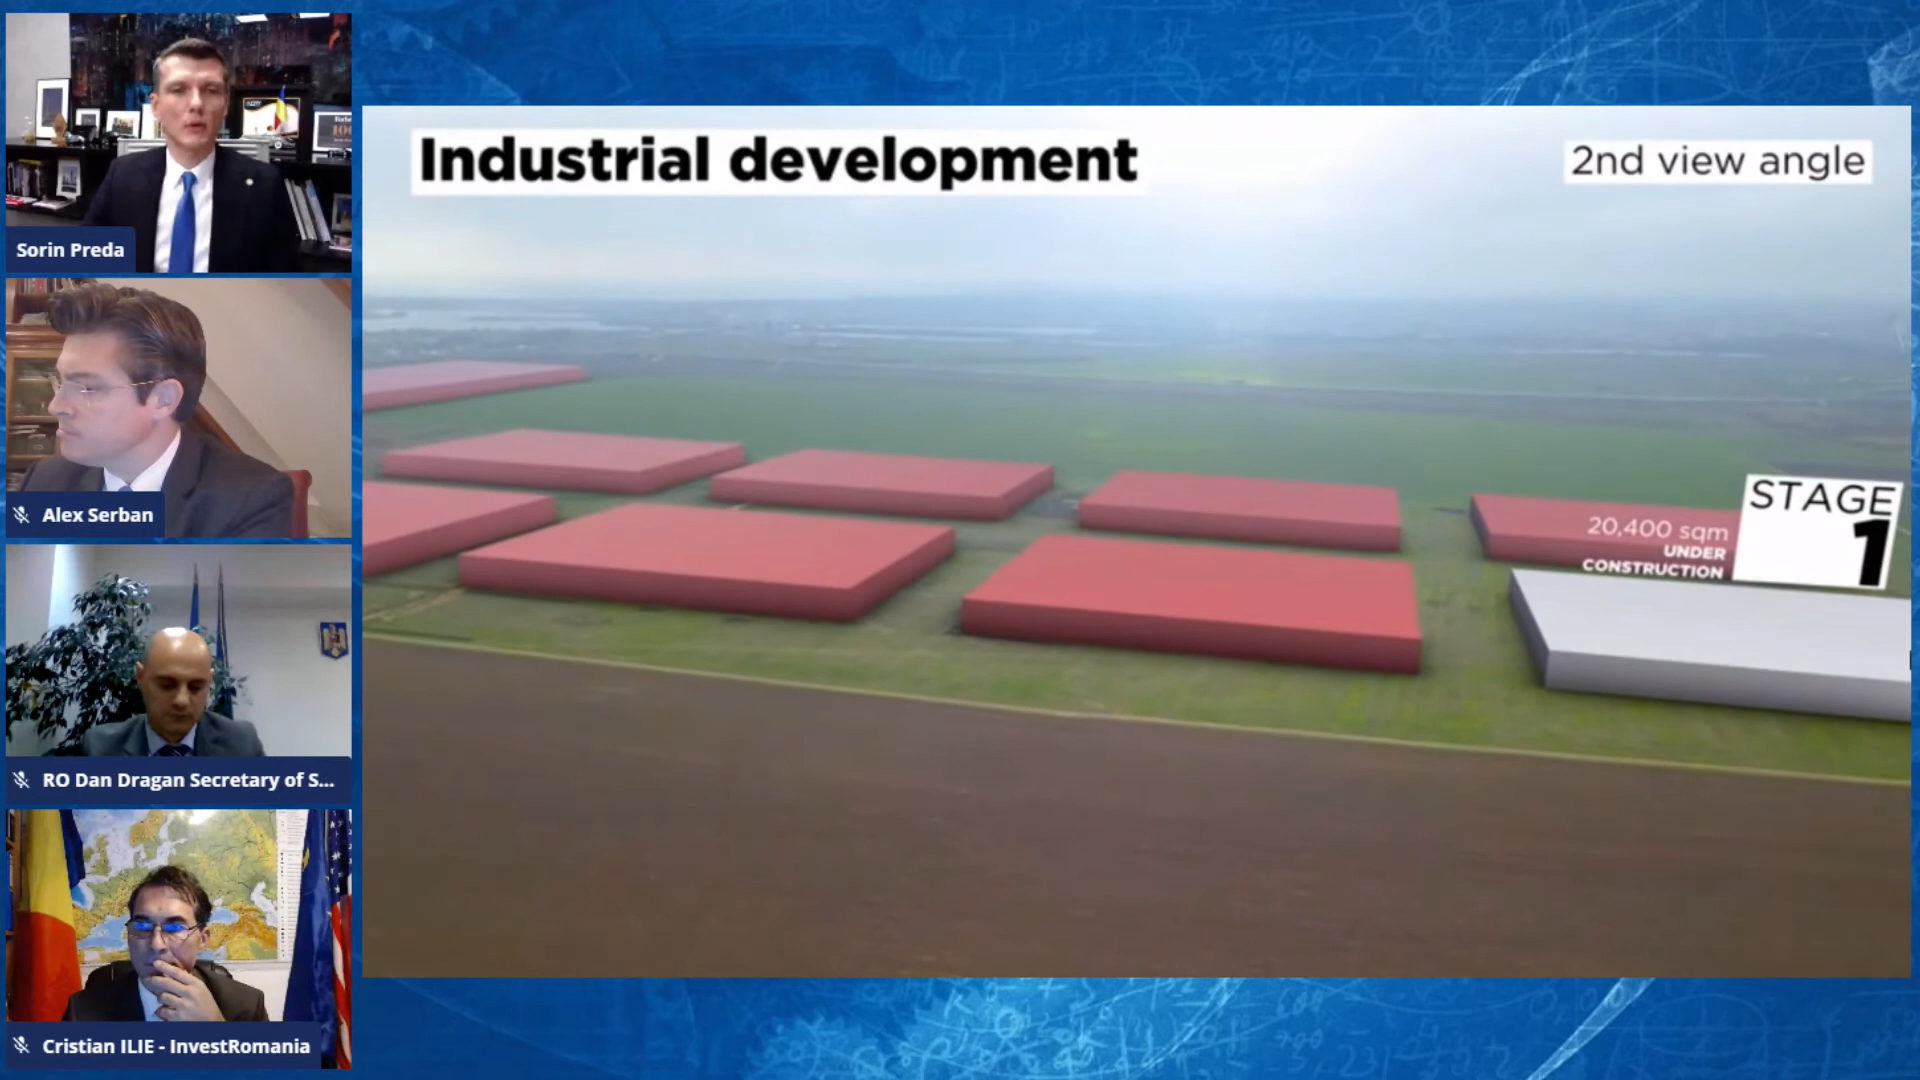 Sorin Preda
Alex Serban
RO Dan Dragan Secretary of S...
Cristian ILIE - InvestRomania
Industrial development
2nd view angle
20,400 sqm
UNDER
CONSTRUCTION
STAGE
1